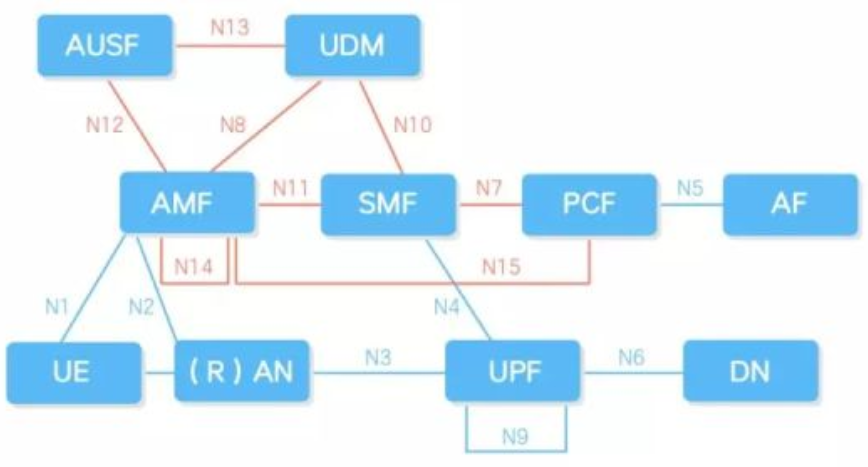 AUSF
N13
UDM
N12
N8
N10
AMF
N11
SMF
N7
PCF
N5
AF
N14
N15
N1
N2
N4
UE
(R) AN
N3
UPF
N6
DN
N9